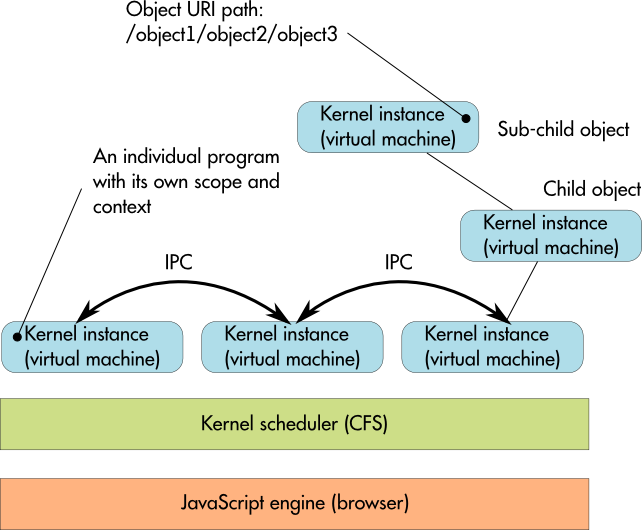 Object URI path:
/object1/object2/object3
Kernel instance
(virtual machine)
Sub-child object
An individual program
with its own scope and
context
Child object
Kernel instance
(virtual machine)
IPC
IPC
Kernel instance
(virtual machine)
Kernel instance
(virtual machine)
Kernel instance
(virtual machine)
Kernel scheduler (CFS)
JavaScript engine (browser)